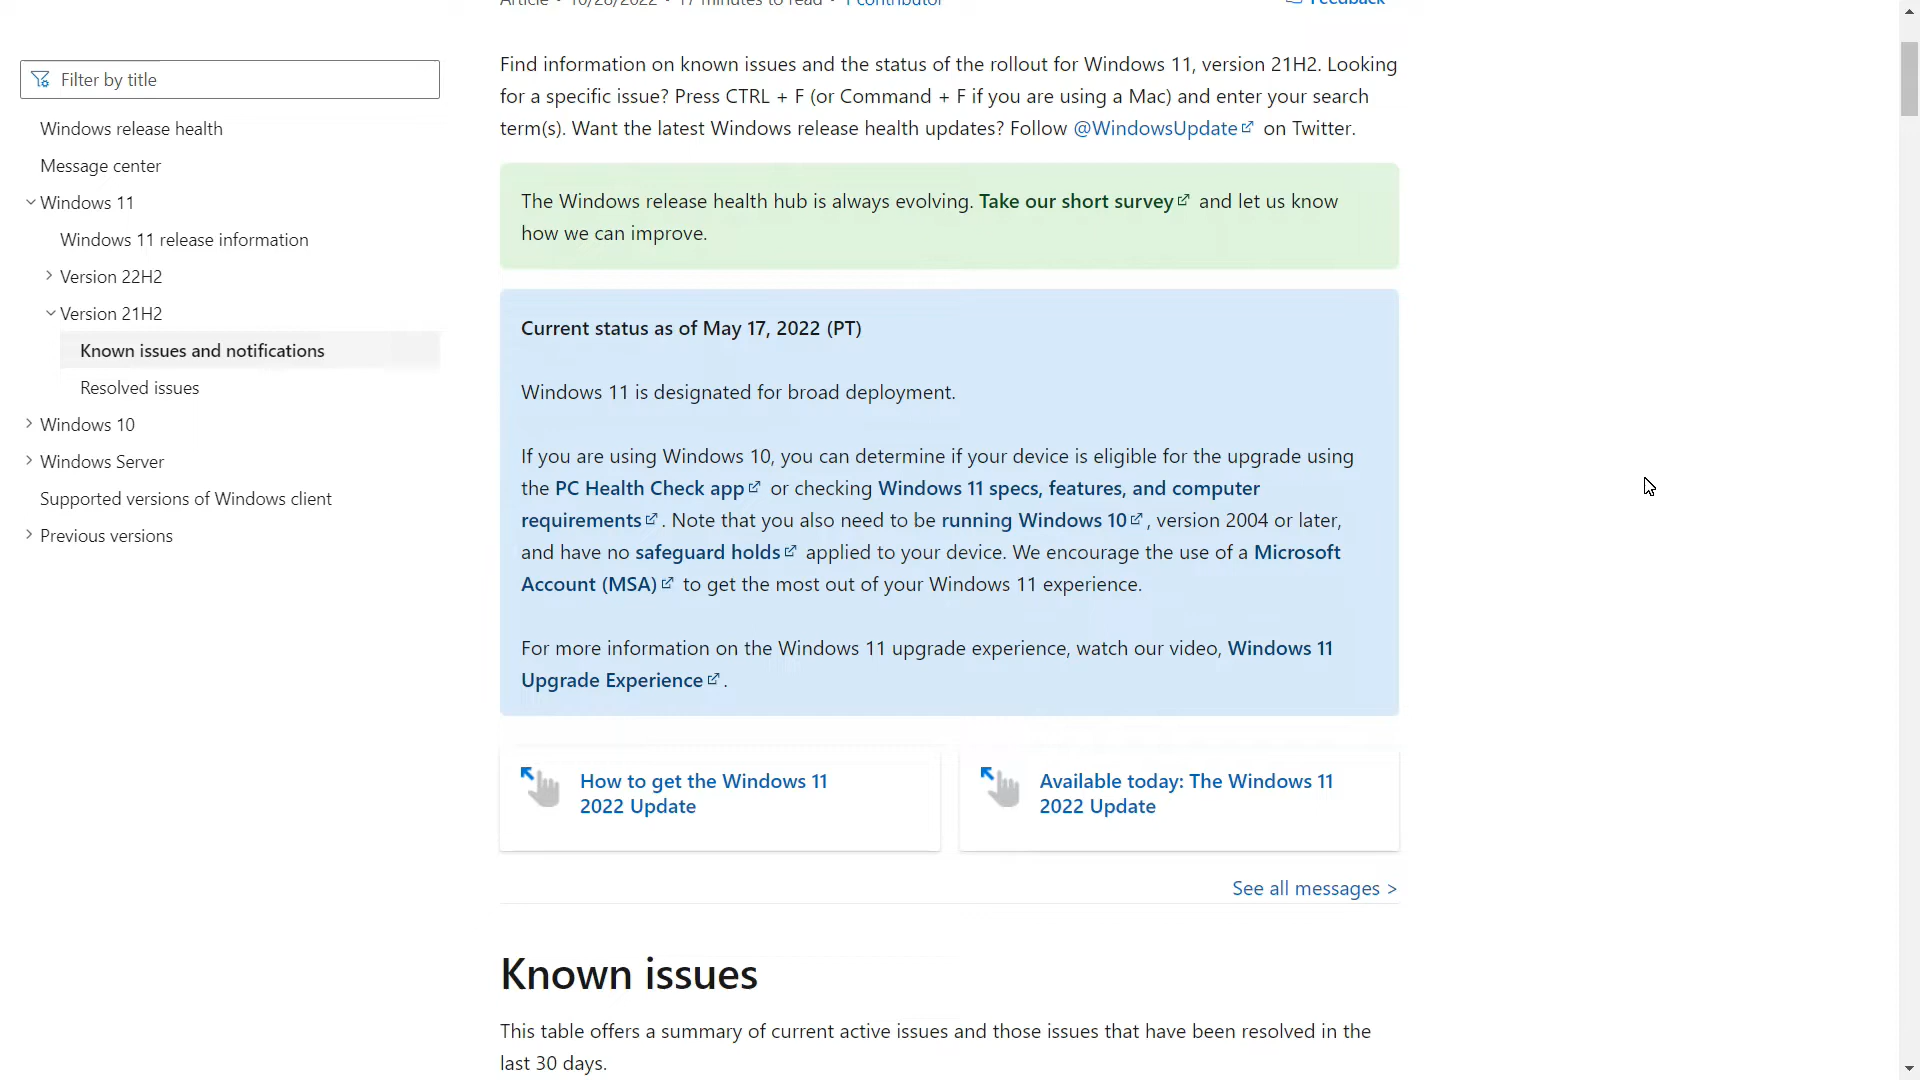 Article • 10/28/2022 • 17 minutes to read • 1 contributor
Feedback
Filter by title
Windows release health
Message center
Windows 11
Windows 11 release information
Version 22H2
Version 21H2
Known issues and notifications
Resolved issues
Windows 10
Windows Server
Supported versions of Windows client
Previous versions
Find information on known issues and the status of the rollout for Windows 11, version 21H2. Looking
for a specific issue? Press CTRL + F (or Command + F if you are using a Mac) and enter your search
term(s). Want the latest Windows release health updates? Follow @WindowsUpdate on Twitter.
The Windows release health hub is always evolving. Take our short survey and let us know
how we can improve.
Current status as of May 17, 2022 (PT)
Windows 11 is designated for broad deployment.
If you are using Windows 10, you can determine if your device is eligible for the upgrade using
the PC Health Check app or checking Windows 11 specs, features, and computer
requirements. Note that you also need to be running Windows 10, version 2004 or later,
and have no safeguard holds applied to your device. We encourage the use of a Microsoft
Account (MSA) to get the most out of your Windows 11 experience.
For more information on the Windows 11 upgrade experience, watch our video, Windows 11
Upgrade Experience.
How to get the Windows 11
2022 Update
Available today: The Windows 11
2022 Update
See all messages >
Known issues
This table offers a summary of current active issues and those issues that have been resolved in the
last 30 days.